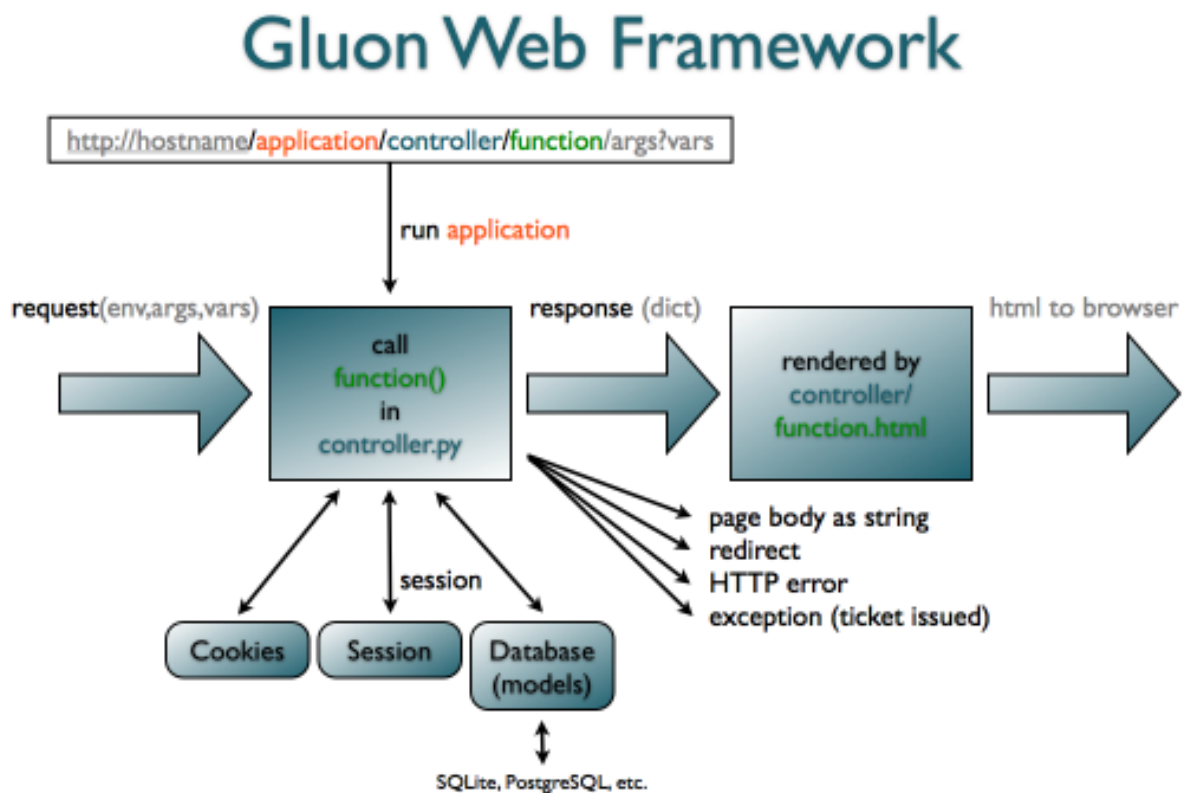 Gluon Web Framework
http://hostname/application/controller/function/args?vars
run application
request(env,args,vars)
call
function()
in
controller.py
response (dict)
rendered by
controller/
function.html
html to browser
page body as string
redirect
HTTP error
exception (ticket issued)
session
Cookies
Session
Database
(models)
SQLite, PostgreSQL, etc.